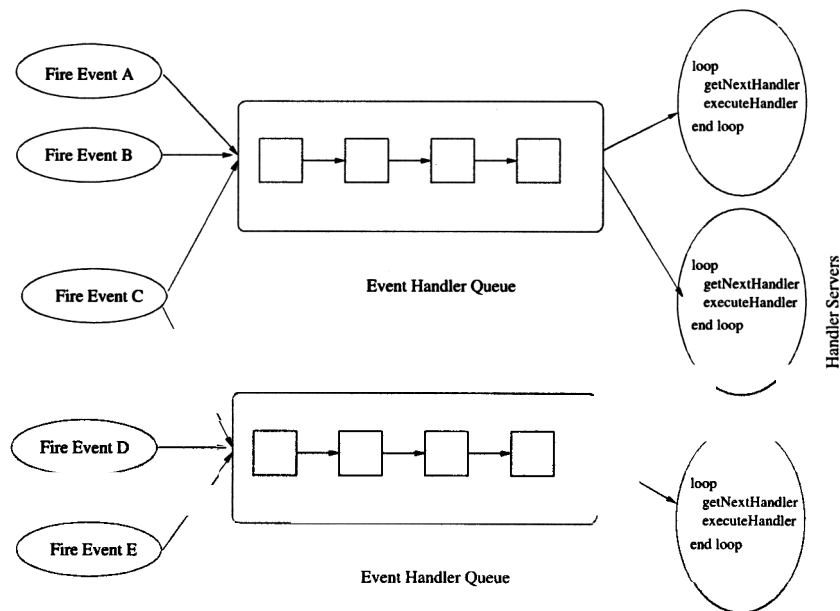 Fire Event A
Fire Event B
Fire Event C
Event Handler Queue
loop
getNextHandler
executeHandler
end loop
loop
getNextHandler
executeHandler
end loop
Handler Servers
Fire Event D
Fire Event E
Event Handler Queue
loop
getNextHandler
executeHandler
end loop